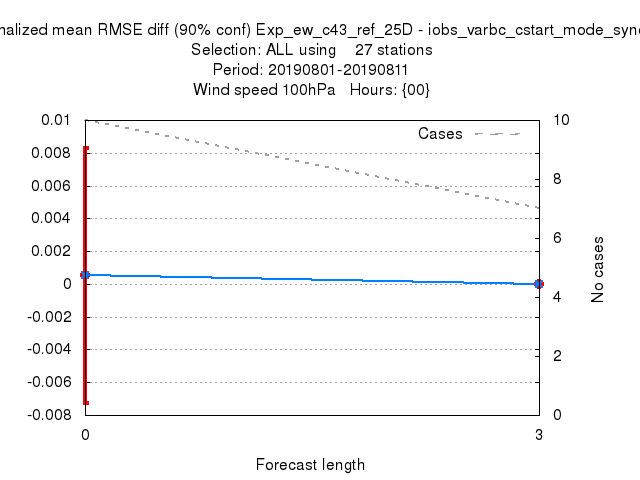 nalized mean RMSE diff (90% conf) Exp_ew_c43_ref_25D - iobs_varbc_cstart_mode_syn
Selection: ALL using 27 stations
Period: 20190801-20190811
Wind speed 100hPa Hours: {00}
Cases
0.01
0.008
0.006
0.004
0.002
0
-0.002
-0.004
-0.006
-0.008
10
8
6
4
2
0
No cases
0 3
Forecast length